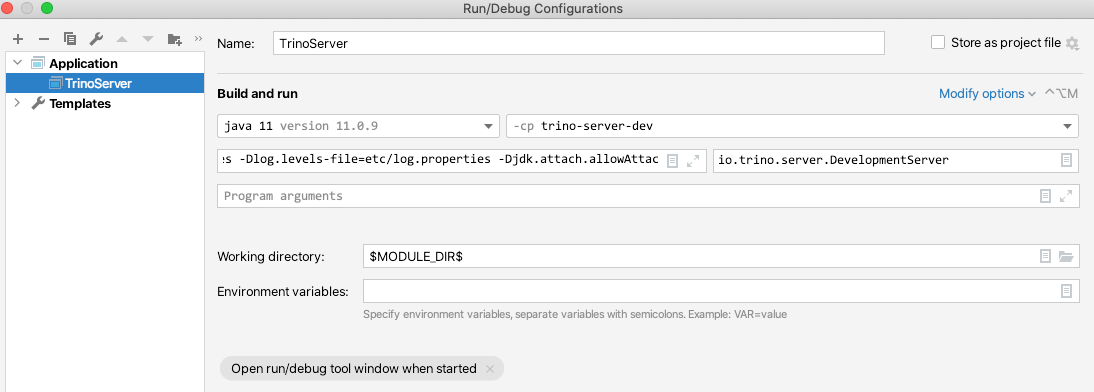 Run/Debug Configurations
Name: TrinoServer Store as project file
Application
TrinoServer
Templates
Build and run Modify options ⌃⌥M
java 11 version 11.0.9 -cp trino-server-dev
s -Dlog.levels-file=etc/log.properties -Djdk.attach.allowAttac io.trino.server.DevelopmentServer
Program arguments
Working directory: $MODULE_DIR$
Environment variables:
Specify environment variables, separate variables with semicolons. Example: VAR=value
Open run/debug tool window when started